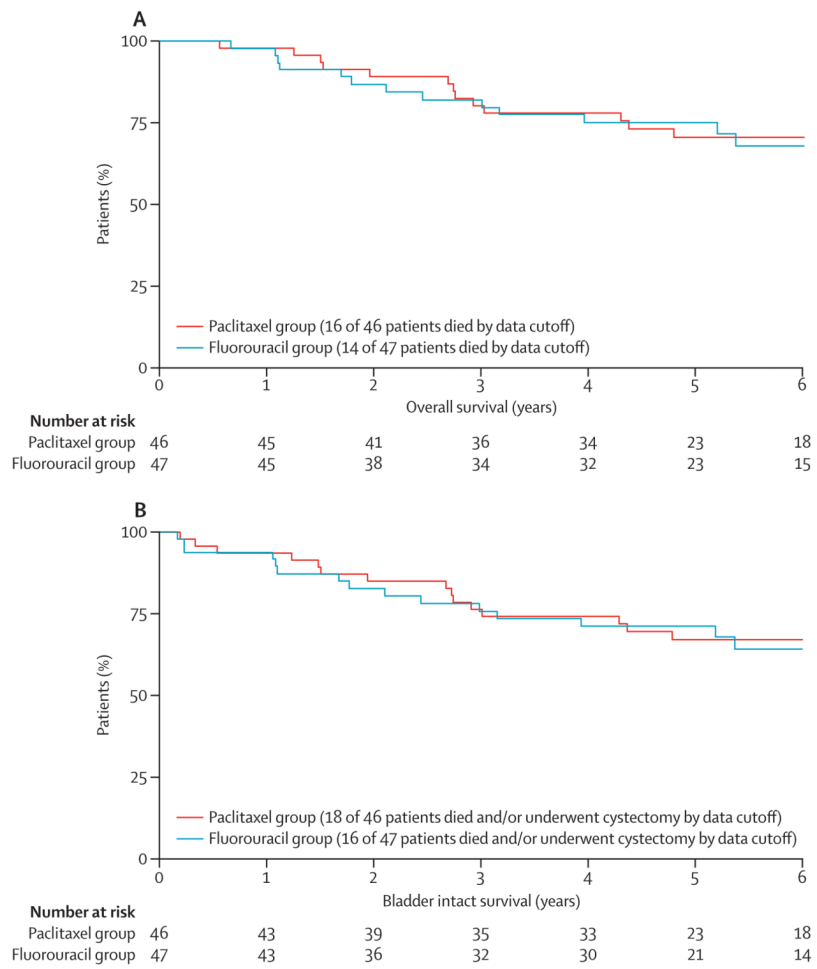 A
100
75
50
25
0
Patients (%)
Paclitaxel group (16 of 46 patients died by data cutoff)
Fluorouracil group (14 of 47 patients died by data cutoff)
0 1 2 3 4 5 6
Overall survival (years)
Number at risk
Paclitaxel group 46 45 41 36 34 23 18
Fluorouracil group 47 45 38 34 32 23 15
B
100
75
50
25
0
Patients (%)
Paclitaxel group (18 of 46 patients died and/or underwent cystectomy by data cutoff)
Fluorouracil group (16 of 47 patients died and/or underwent cystectomy by data cutoff)
0 1 2 3 4 5 6
Bladder intact survival (years)
Number at risk
Paclitaxel group 46 43 39 35 33 23 18
Fluorouracil group 47 43 36 32 30 21 14